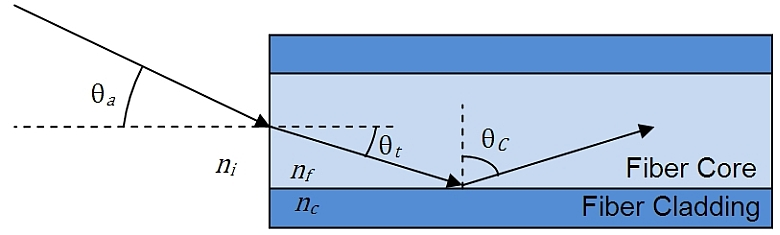 θa
θt
θC
ni
nf
Fiber Core
nc
Fiber Cladding